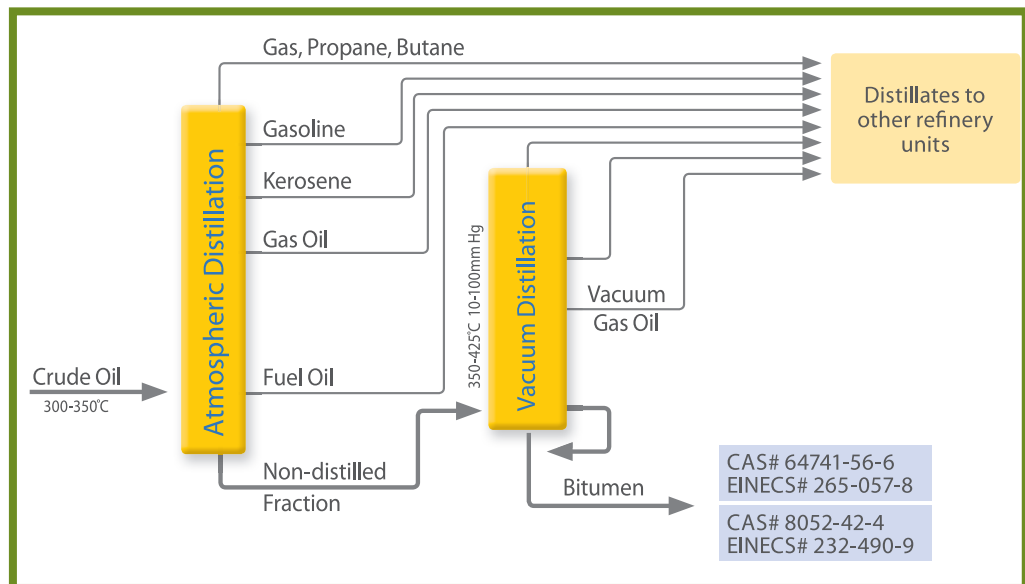 Gas, Propane, Butane
Gasoline
Kerosene
Gas Oil
Fuel Oil
Crude Oil
300-350℃
Atmospheric Distillation
Non-distilled
Fraction
350-425℃ 10-100mm Hg
Vacuum Distillation
Vacuum
Gas Oil
Bitumen
Distillates to
other refinery
units
CAS# 64741-56-6
EINECS# 265-057-8
CAS# 8052-42-4
EINECS# 232-490-9